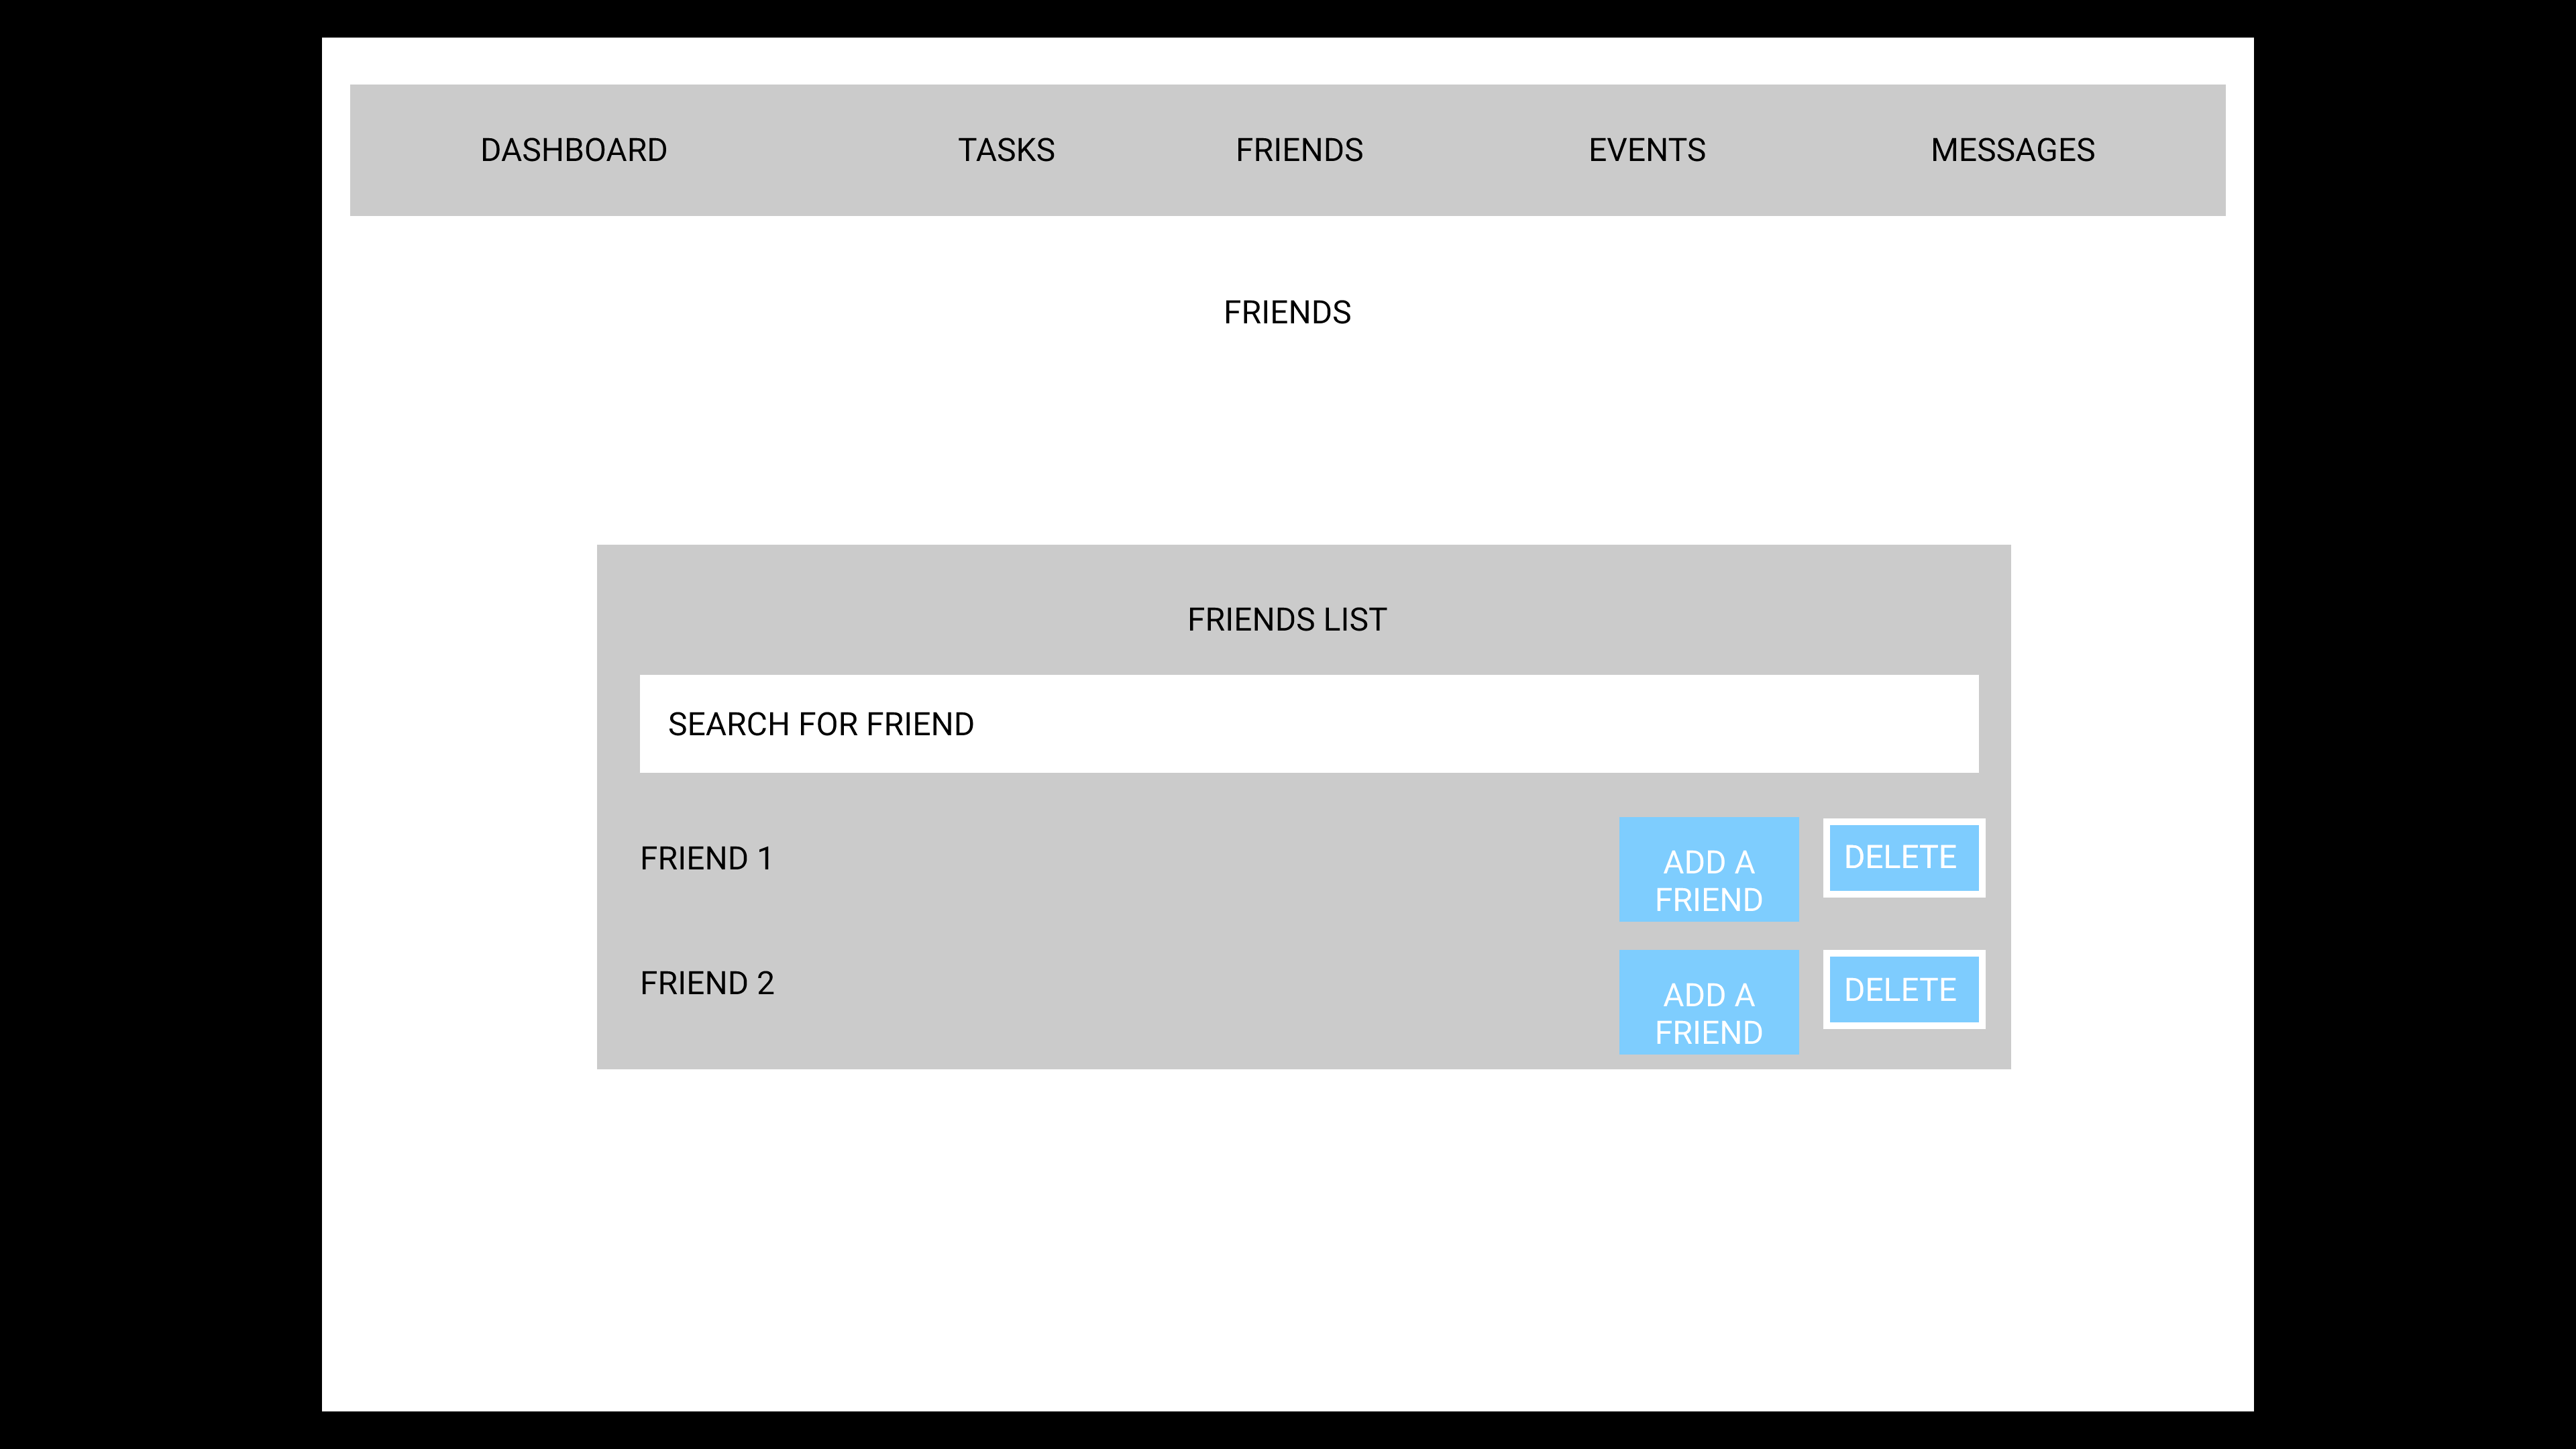 DASHBOARD TASKS FRIENDS EVENTS MESSAGES
FRIENDS
FRIENDS LIST
SEARCH FOR FRIEND
FRIEND 1
ADD A
FRIEND
DELETE
FRIEND 2
ADD A
FRIEND
DELETE